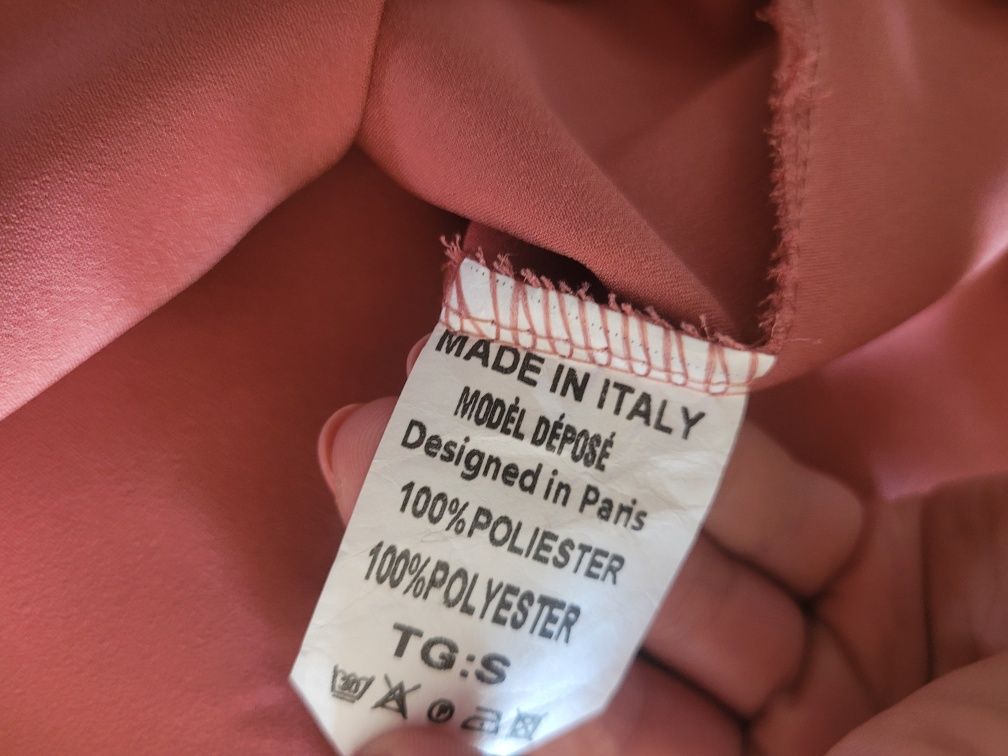 MADE IN ITALY
MODÈL DÉPOSÉ
Designed in Paris
100%POLIESTER
100%POLYESTER
TG:S
30
P